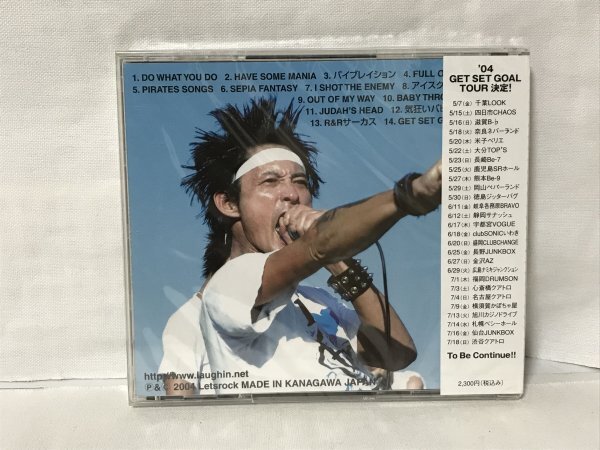 1. DO WHAT YOU DO 2. HAVE SOME MANIA 3. バイブレイション 4. FULL O
5. PIRATES SONGS 6. SEPIA FANTASY 7. I SHOT THE ENEMY 8. アイスク
9. OUT OF MY WAY 10. BABY THRO
11. JUDAH'S HEAD 12. 気狂いバ
13. R&Rサーカス 14. GET SET G
http://www.laughin.net
℗ & © 2004 Letsrock MADE IN KANAGAWA JAPAN
'04
GET SET GOAL
TOUR 決定!
5/7(金) 千葉LOOK
5/15(土) 四日市CHAOS
5/16(日) 滋賀B-♭
5/18(火) 奈良ネバーランド
5/20(木) 米子ベリエ
5/22(土) 大分TOP'S
5/23(日) 長崎Be-7
5/25(火) 鹿児島SRホール
5/27(木) 熊本Be-9
5/29(土) 岡山ペパーランド
5/30(日) 徳島ジッターバグ
6/11(金) 岐阜各務原BRAVO
6/12(土) 静岡サナッシュ
6/17(木) 宇都宮VOGUE
6/18(金) clubSONICいわき
6/20(日) 盛岡CLUBCHANGE
6/25(金) 長野JUNKBOX
6/27(日) 金沢AZ
6/29(火) 広島ナミキジャンクション
7/1(木) 福岡DRUMSON
7/3(土) 心斎橋クアトロ
7/4(日) 名古屋クアトロ
7/9(金) 横須賀かぼちゃ屋
7/13(火) 旭川カジノドライブ
7/14(水) 札幌ベシーホール
7/16(金) 仙台JUNKBOX
7/18(日) 渋谷クアトロ
To Be Continue!!
2,300円(税込み)